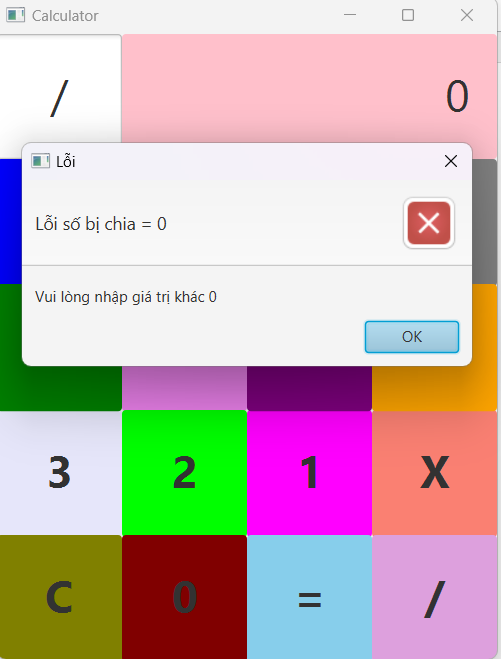 Calculator
/ 0
Lỗi
Lỗi số bị chia = 0
Vui lòng nhập giá trị khác 0
OK
3 2 1 X
C 0 = /